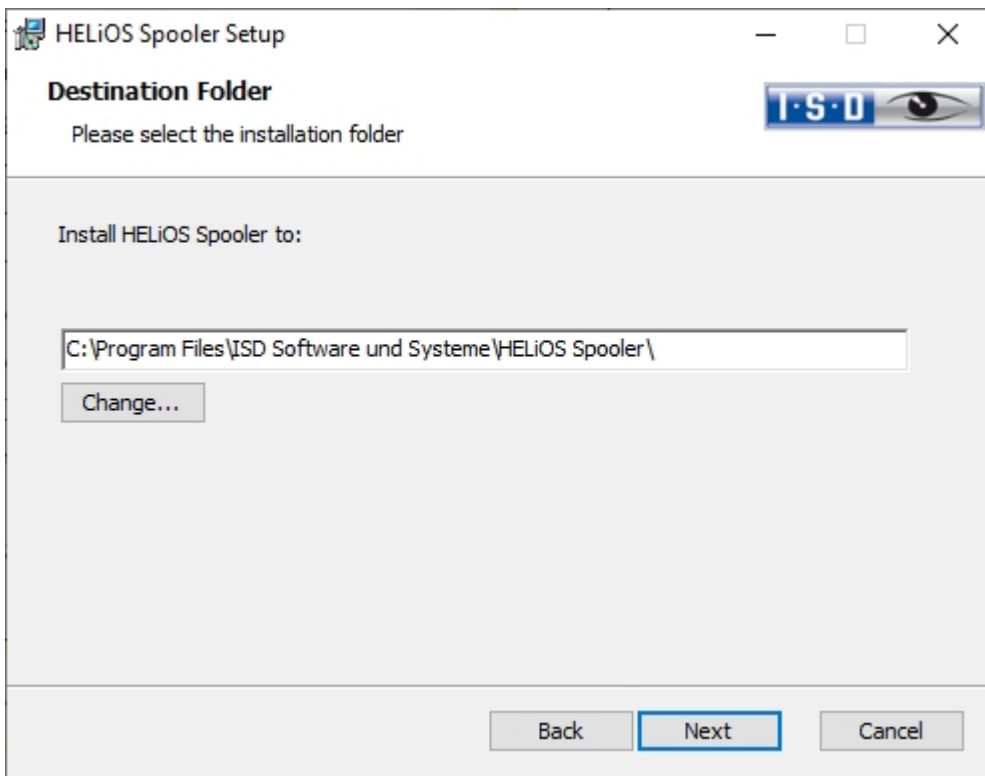 HELiOS Spooler Setup
Destination Folder
I·S·D
Please select the installation folder
Install HELiOS Spooler to:
C:\Program Files\ISD Software und Systeme\HELiOS Spooler\
Change...
Back Next Cancel